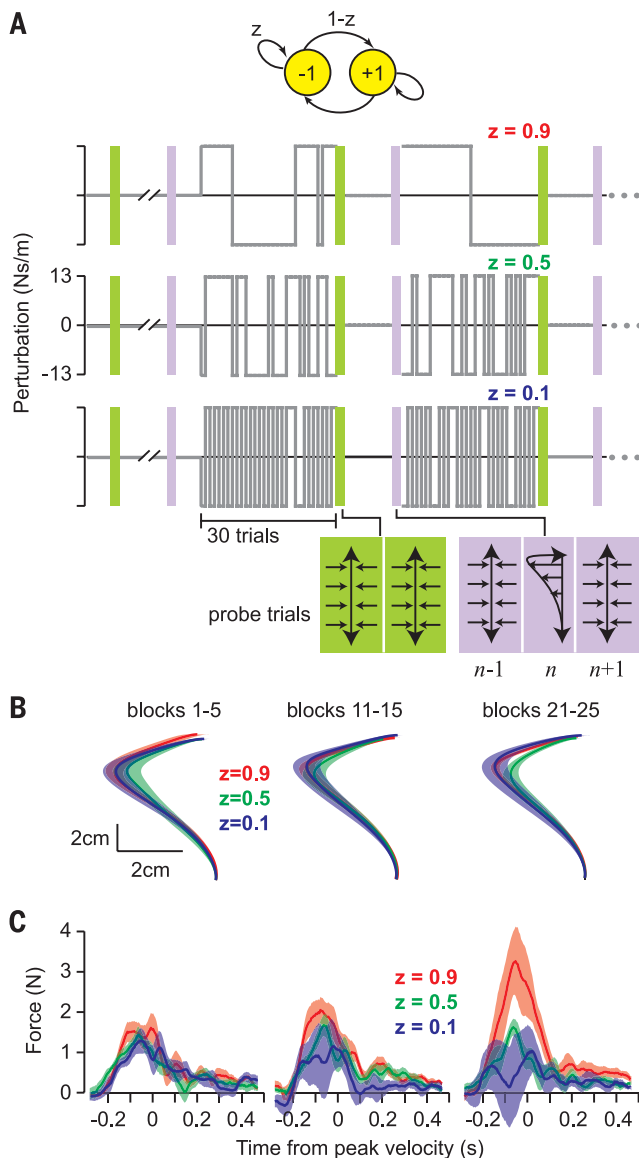 A
z
1-z
-1
+1
z = 0.9
Perturbation (Ns/m)
13
0
-13
z = 0.5
z = 0.1
30 trials
probe trials
n-1
n
n+1
B
blocks 1-5
blocks 11-15
blocks 21-25
z=0.9
z=0.5
z=0.1
2cm
2cm
C
Force (N)
4
3
2
1
0
z = 0.9
z = 0.5
z = 0.1
-0.2 0 0.2 0.4
-0.2 0 0.2 0.4
-0.2 0 0.2 0.4
Time from peak velocity (s)